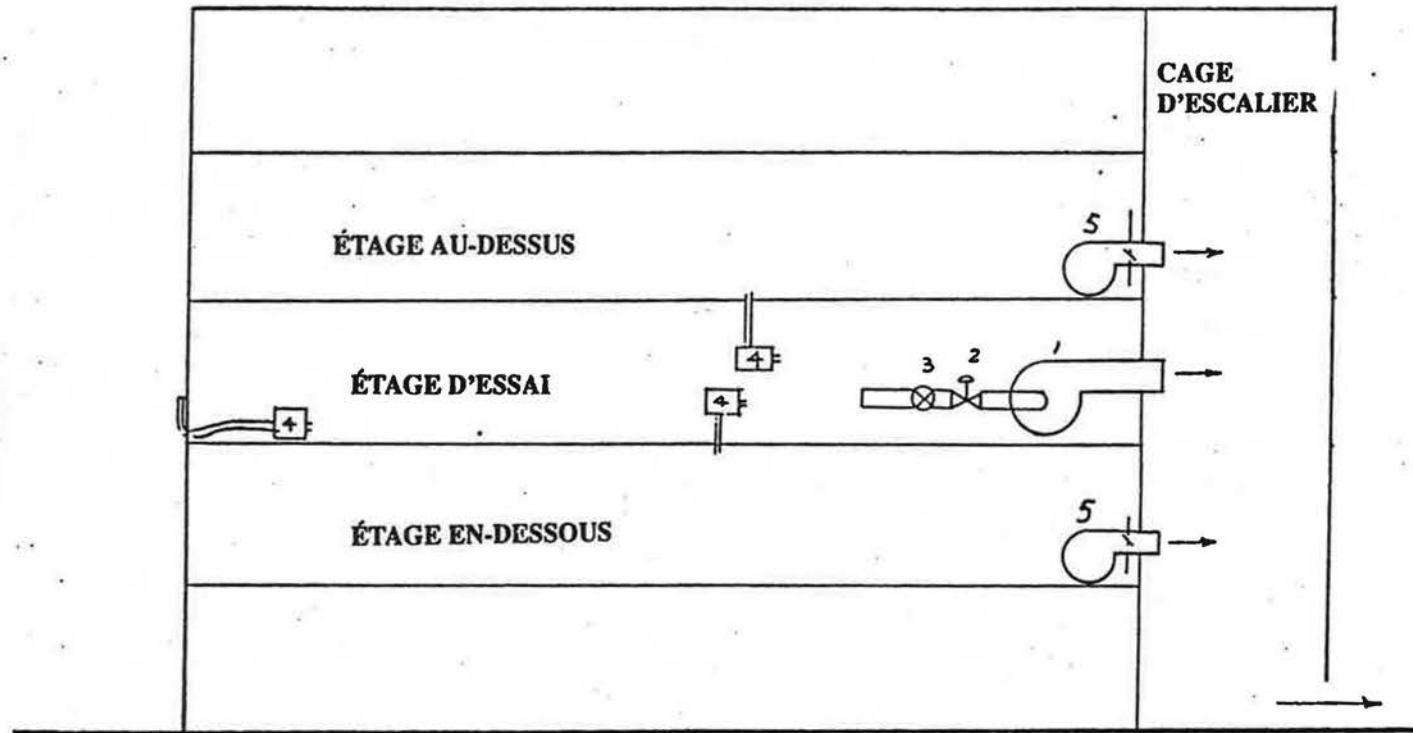 CAGE
D'ESCALIER
5
ÉTAGE AU-DESSUS
4
3 2 1
ÉTAGE D'ESSAI
4
4
5
ÉTAGE EN-DESSOUS